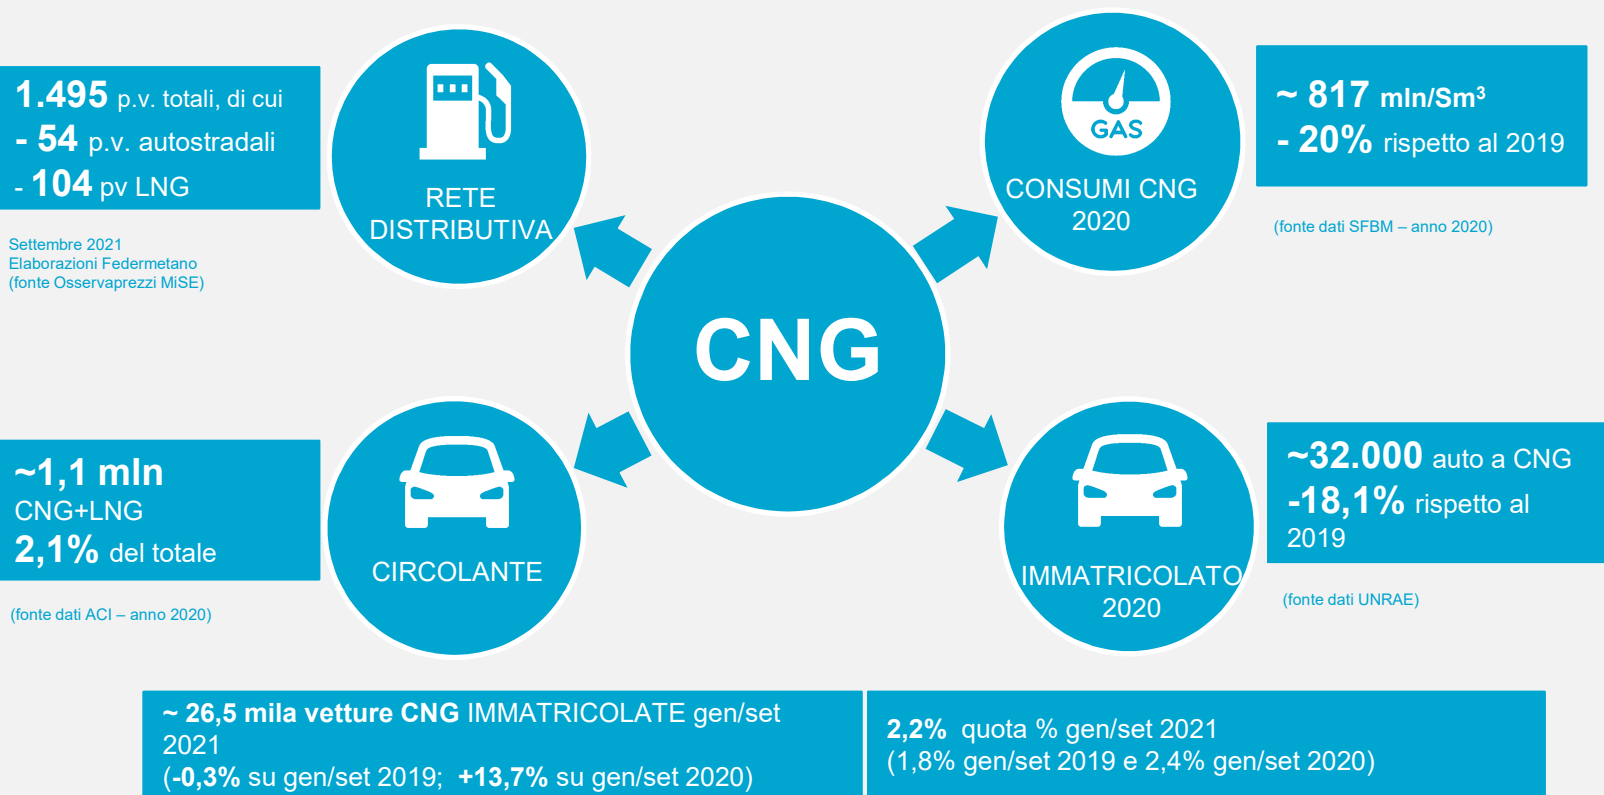 1.495 p.v. totali, di cui
- 54 p.v. autostradali
- 104 pv LNG
Settembre 2021
Elaborazioni Federmetano
(fonte Osservaprezzi MiSE)
RETE
DISTRIBUTIVA
GAS
CONSUMI CNG
2020
~ 817 mln/Sm³
- 20% rispetto al 2019
(fonte dati SFBM – anno 2020)
CNG
~1,1 mln
CNG+LNG
2,1% del totale
(fonte dati ACI – anno 2020)
CIRCOLANTE
IMMATRICOLATO
2020
~32.000 auto a CNG
-18,1% rispetto al
2019
(fonte dati UNRAE)
~ 26,5 mila vetture CNG IMMATRICOLATE gen/set
2021
(-0,3% su gen/set 2019; +13,7% su gen/set 2020)
2,2% quota % gen/set 2021
(1,8% gen/set 2019 e 2,4% gen/set 2020)